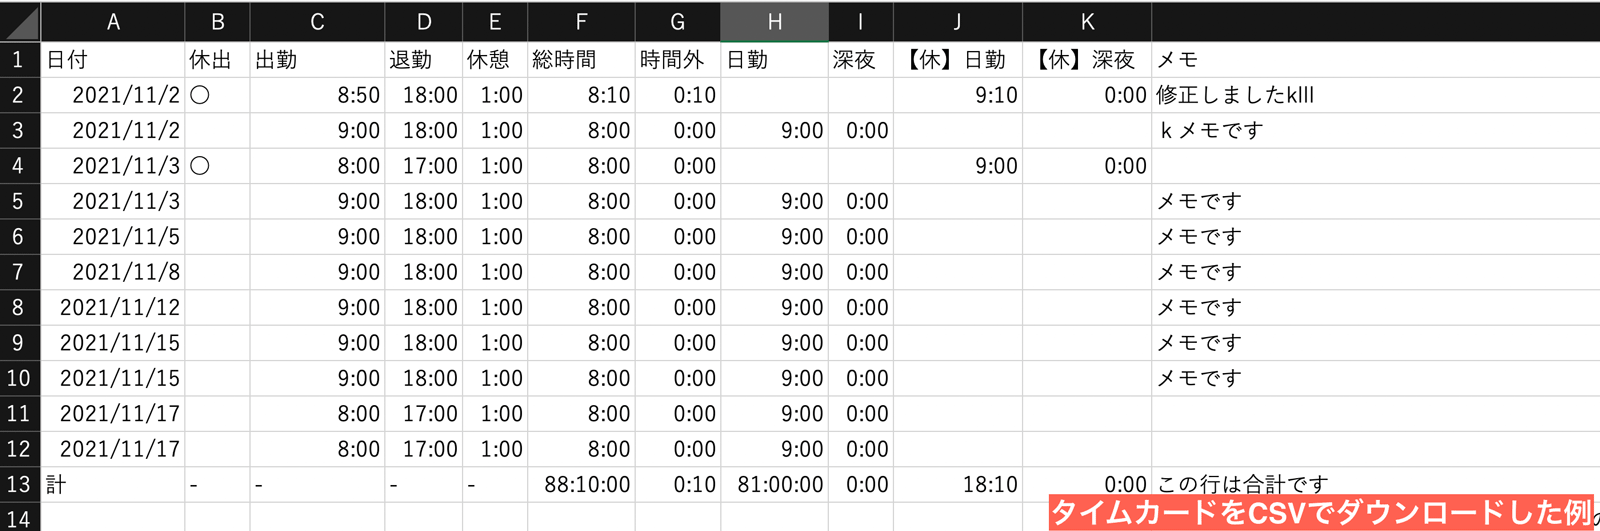 A B C D E F G H I J K
1 日付 休出 出勤 退勤 休憩 総時間 時間外 日勤 深夜 【休】日勤 【休】深夜 メモ
2 2021/11/2 〇 8:50 18:00 1:00 8:10 0:10 9:10 0:00 修正しましたklll
3 2021/11/2 9:00 18:00 1:00 8:00 0:00 9:00 0:00 k メモです
4 2021/11/3 〇 8:00 17:00 1:00 8:00 0:00 9:00 0:00
5 2021/11/3 9:00 18:00 1:00 8:00 0:00 9:00 0:00 メモです
6 2021/11/5 9:00 18:00 1:00 8:00 0:00 9:00 0:00 メモです
7 2021/11/8 9:00 18:00 1:00 8:00 0:00 9:00 0:00 メモです
8 2021/11/12 9:00 18:00 1:00 8:00 0:00 9:00 0:00 メモです
9 2021/11/15 9:00 18:00 1:00 8:00 0:00 9:00 0:00 メモです
10 2021/11/15 9:00 18:00 1:00 8:00 0:00 9:00 0:00 メモです
11 2021/11/17 8:00 17:00 1:00 8:00 0:00 9:00 0:00
12 2021/11/17 8:00 17:00 1:00 8:00 0:00 9:00 0:00
13 計 - - - - 88:10:00 0:10 81:00:00 0:00 18:10 0:00 この行は合計です
14
タイムカードをCSVでダウンロードした例